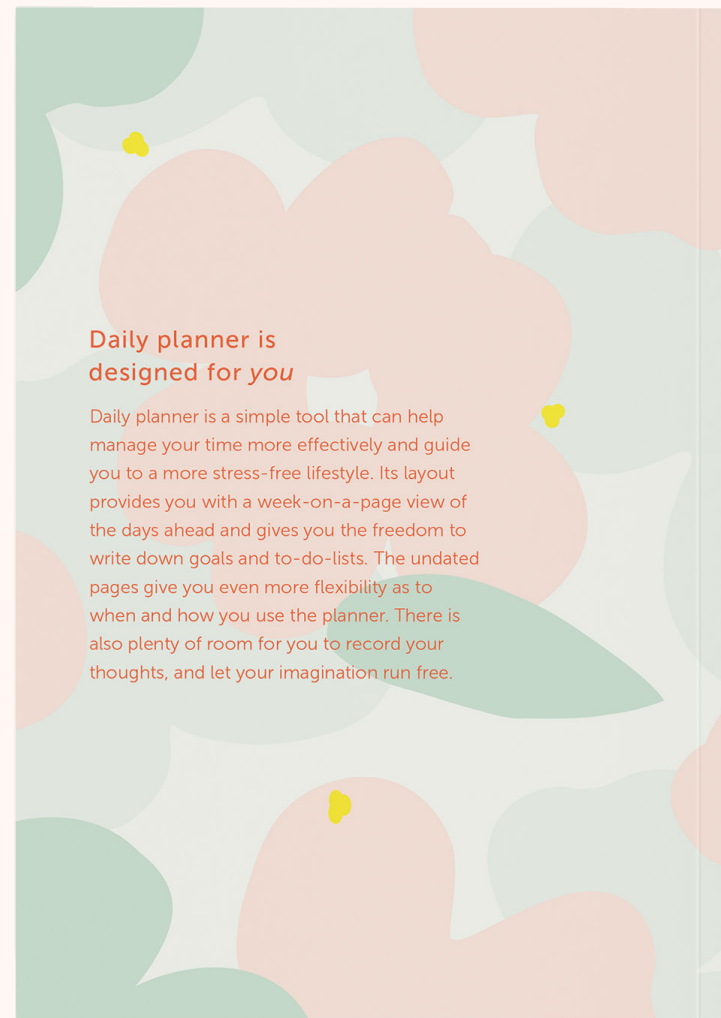 Daily planner is
designed for you
Daily planner is a simple tool that can help
manage your time more effectively and guide
you to a more stress-free lifestyle. Its layout
provides you with a week-on-a-page view of
the days ahead and gives you the freedom to
write down goals and to-do-lists. The undated
pages give you even more flexibility as to
when and how you use the planner. There is
also plenty of room for you to record your
thoughts, and let your imagination run free.